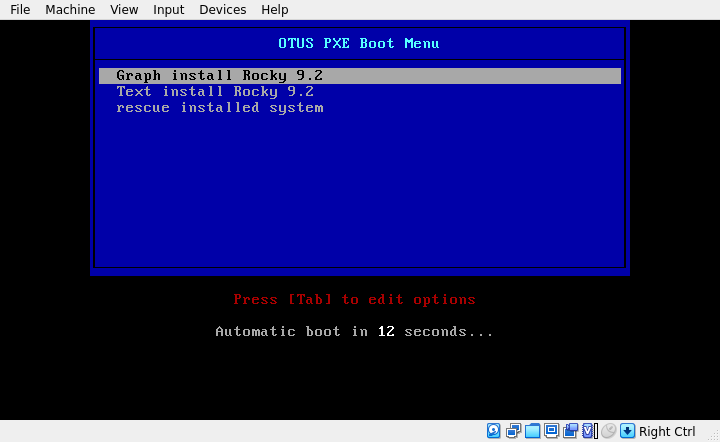 File Machine View Input Devices Help
OTUS PXE Boot Menu
Graph install Rocky 9.2
Text install Rocky 9.2
rescue installed system
Press [Tab] to edit options
Automatic boot in 12 seconds...
Right Ctrl